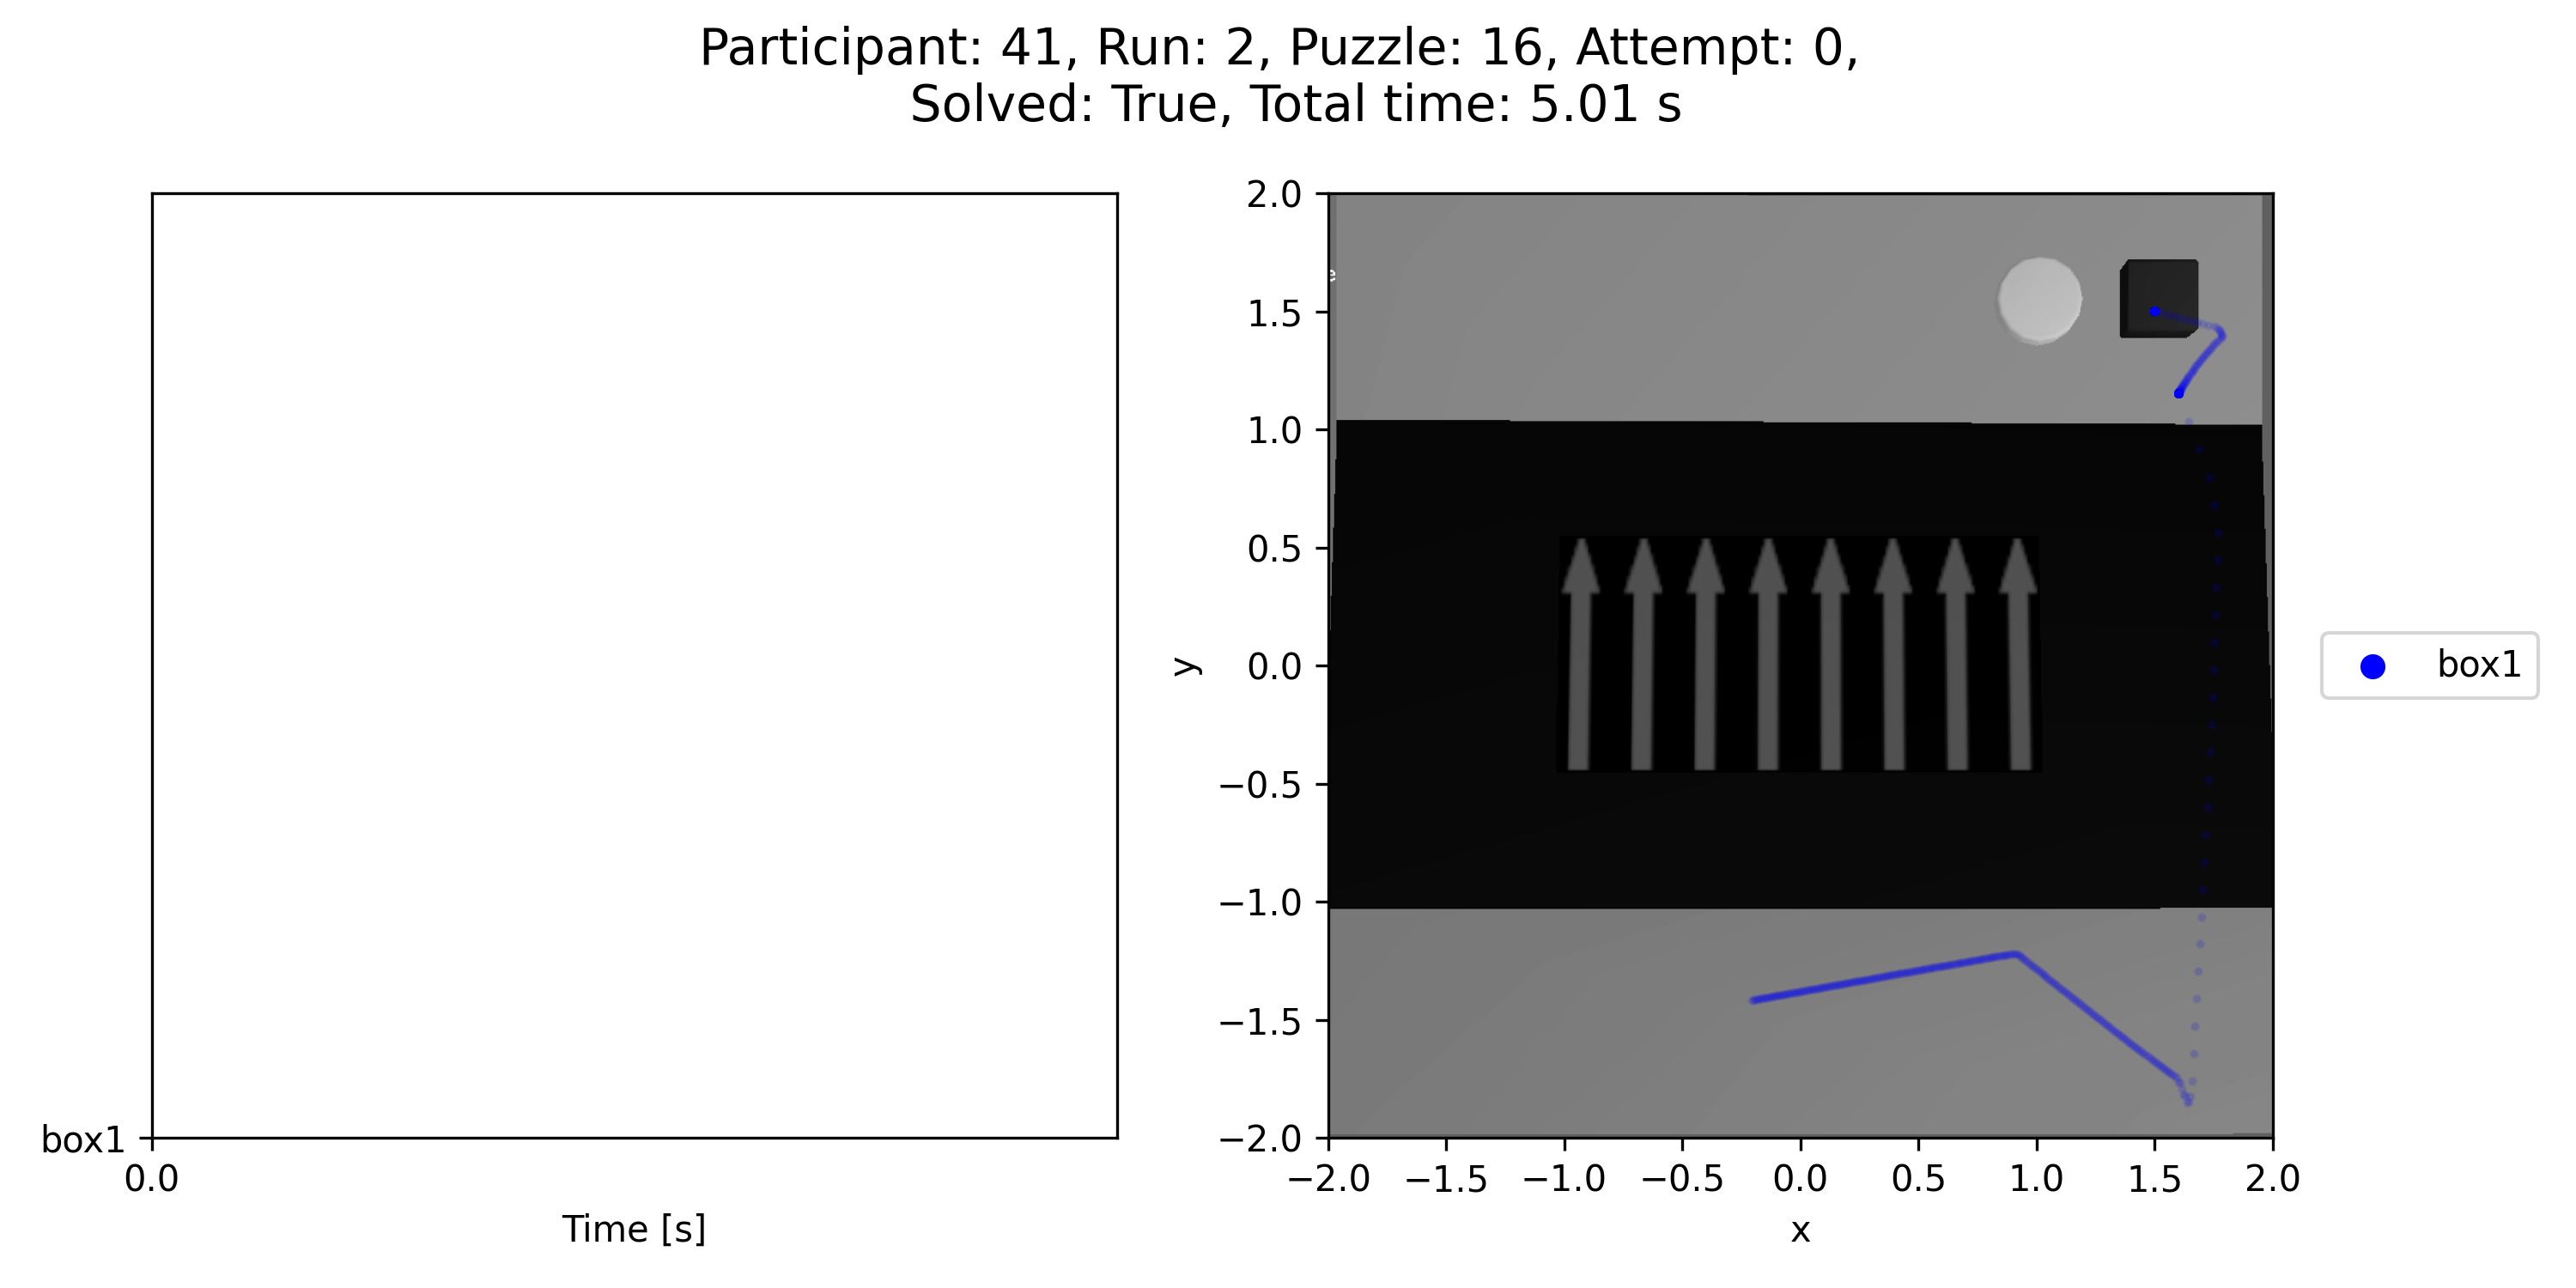 Participant: 41, Run: 2, Puzzle: 16, Attempt: 0,
Solved: True, Total time: 5.01 s
box1
0.0
Time [s]
2.0
1.5
1.0
0.5
0.0
−0.5
−1.0
−1.5
−2.0
y
e
−2.0 −1.5 −1.0 −0.5 0.0 0.5 1.0 1.5 2.0
x
box1